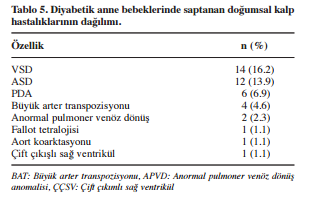 Tablo 5. Diyabetik anne bebeklerinde saptanan doğumsal kalp
hastalıklarının dağılımı.
Özellik n (%)
VSD 14 (16.2)
ASD 12 (13.9)
PDA 6 (6.9)
Büyük arter transpozisyonu 4 (4.6)
Anormal pulmoner venöz dönüş 2 (2.3)
Fallot tetralojisi 1 (1.1)
Aort koarktasyonu 1 (1.1)
Çift çıkışlı sağ ventrikül 1 (1.1)
BAT: Büyük arter transpozisyonu, APVD: Anormal pulmoner venöz dönüş
anomalisi, ÇÇSV: Çift çıkımlı sağ ventrikül